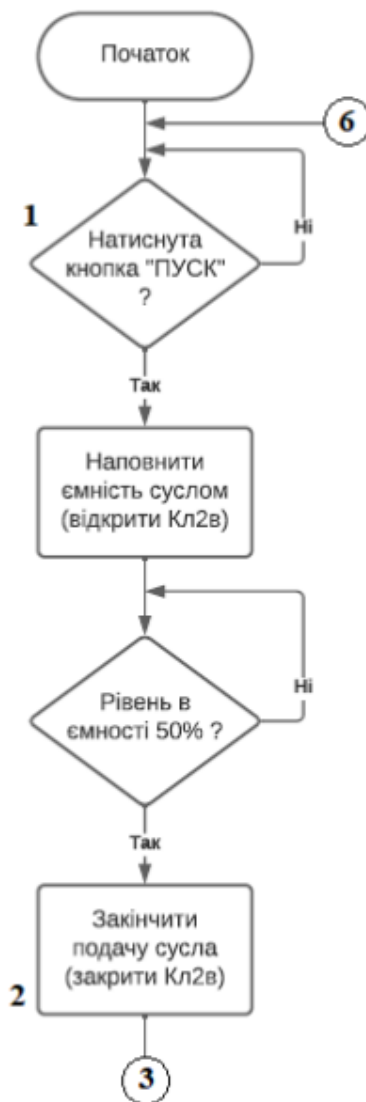 Початок
6
1
Натиснута
кнопка "ПУСК"
?
Ні
Так
Наповнити
ємність суслом
(відкрити Кл2в)
Рівень в
ємності 50% ?
Ні
Так
Закінчити
подачу сусла
(закрити Кл2в)
2
3